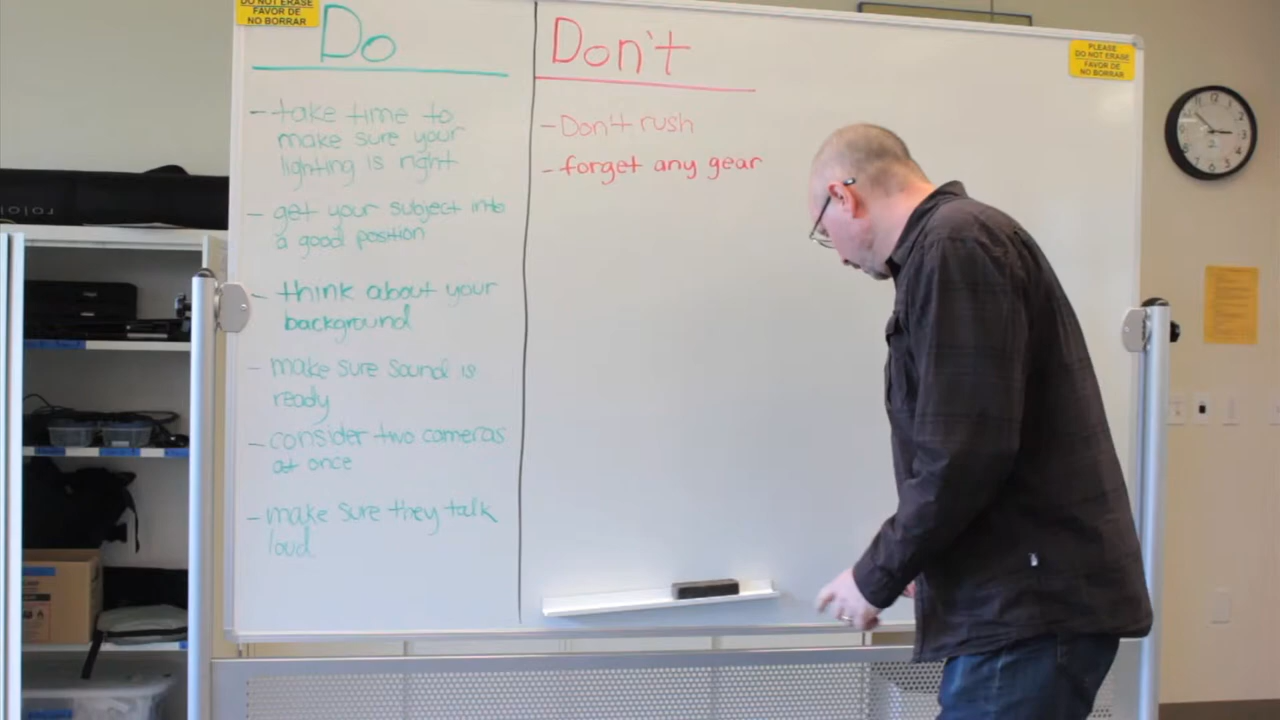 DO NOT ERASE
FAVOR DE
NO BORRAR
Do
- take time to
make sure your
lighting is right
- get your subject into
a good position
- think about your
background
- make sure sound is
ready
- consider two cameras
at once
- make sure they talk
loud
Don't
- Don't rush
- forget any gear
PLEASE
DO NOT ERASE
FAVOR DE
NO BORRAR